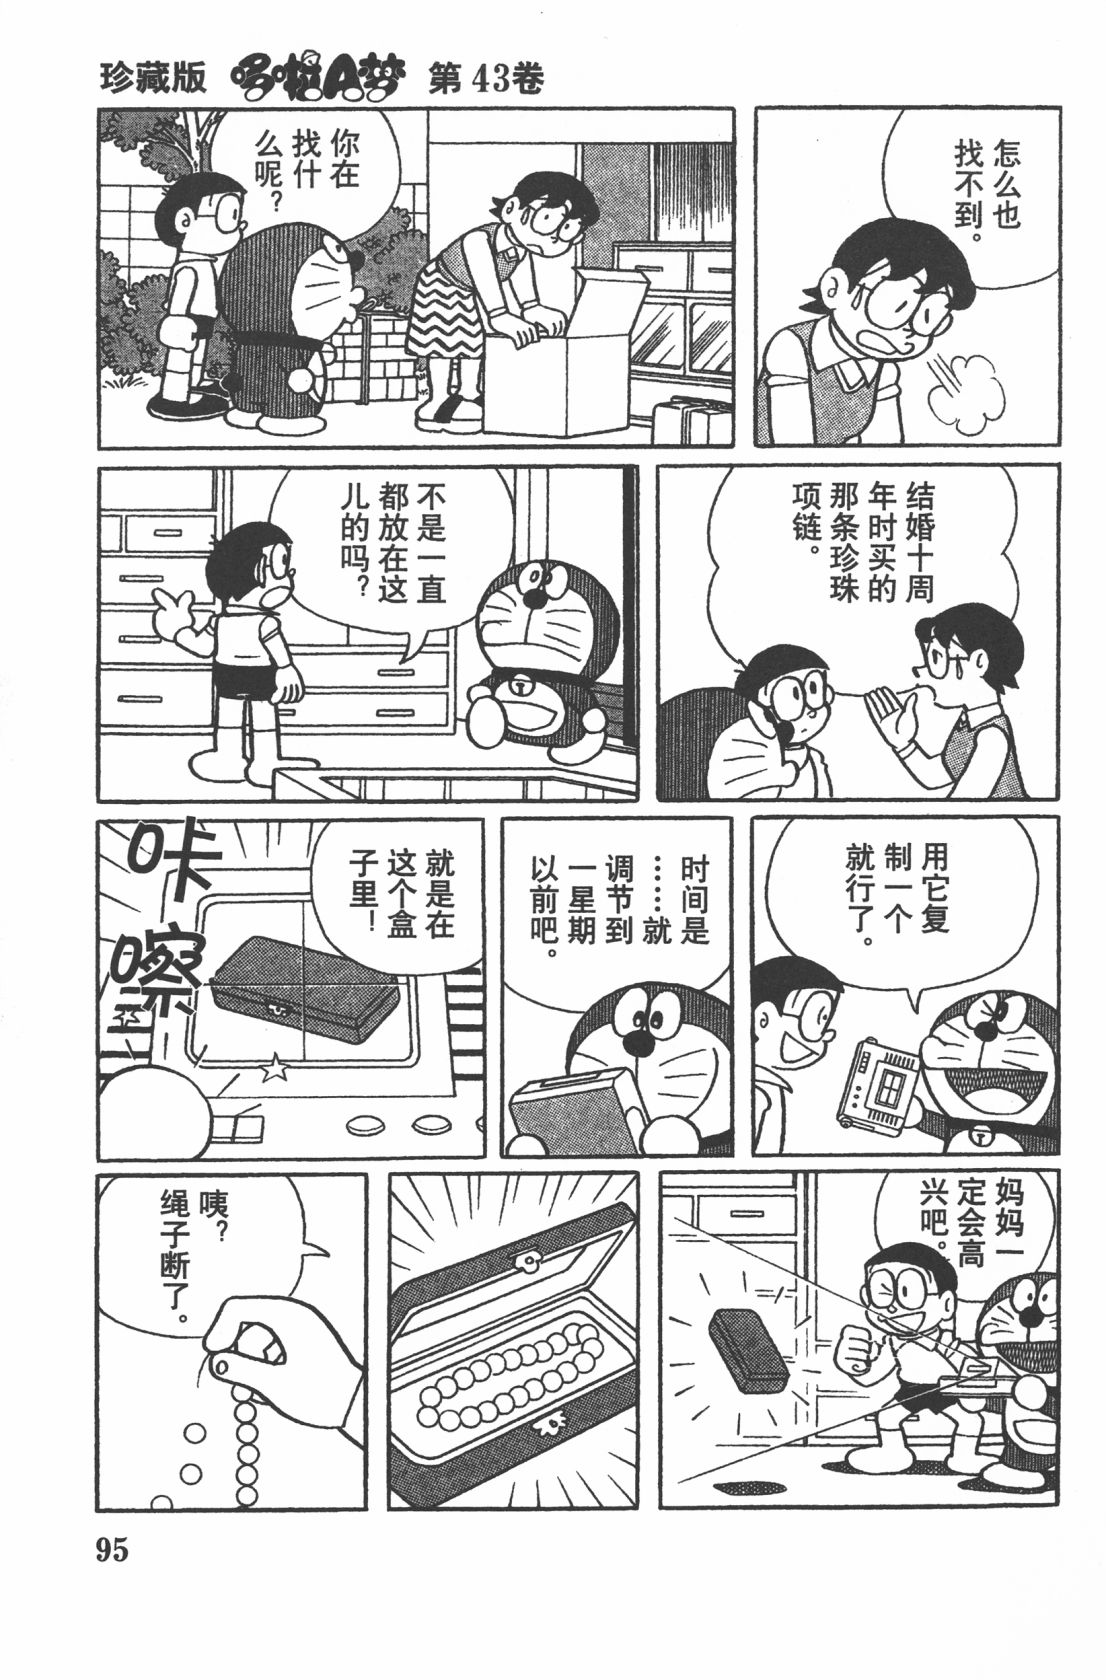 珍藏版 哆啦A梦 第43卷
怎么也
找不到。
你在
找什
么呢？
结婚十周
年时买的
那条珍珠
项链。
不是一直
都放在这
儿的吗？
用它复
制一个
就行了。
时间是
……就
调节到
一星期
以前吧。
就是在
这个盒
子里！
咔
嚓
妈妈一
定会高
兴吧。
咦？
绳子断了。
95